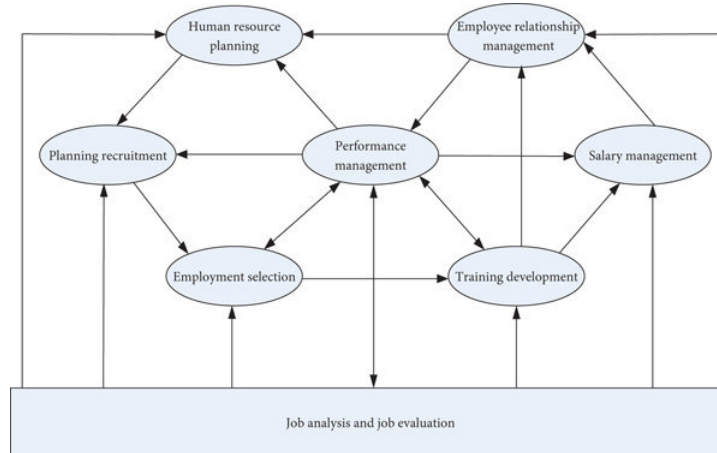 Human resource
planning
Employee relationship
management
Planning recruitment
Performance
management
Salary management
Employment selection
Training development
Job analysis and job evaluation